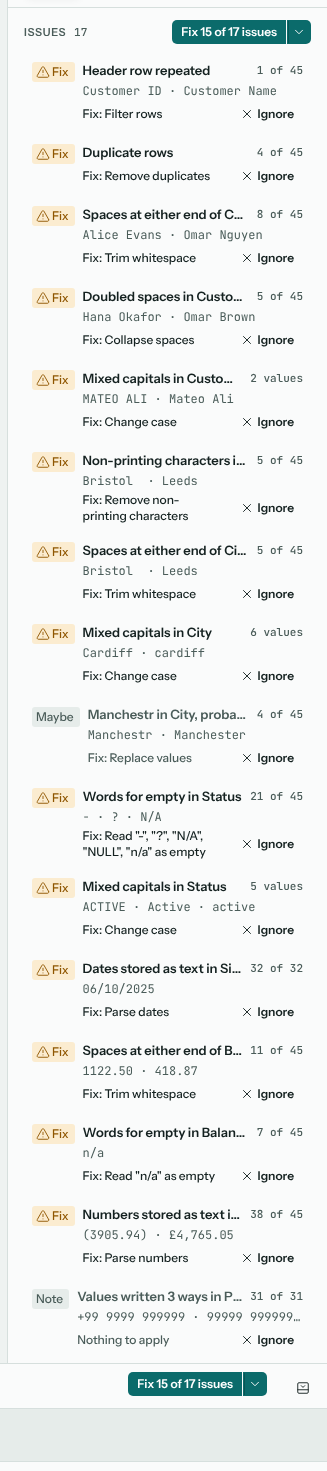 ISSUES 17
Fix 15 of 17 issues
Fix Header row repeated 1 of 45
Customer ID · Customer Name
Fix: Filter rows Ignore
Fix Duplicate rows 4 of 45
Fix: Remove duplicates Ignore
Fix Spaces at either end of C... 8 of 45
Alice Evans · Omar Nguyen
Fix: Trim whitespace Ignore
Fix Doubled spaces in Custo... 5 of 45
Hana Okafor · Omar Brown
Fix: Collapse spaces Ignore
Fix Mixed capitals in Custo... 2 values
MATEO ALI · Mateo Ali
Fix: Change case Ignore
Fix Non-printing characters i... 5 of 45
Bristol · Leeds
Fix: Remove non-
printing characters Ignore
Fix Spaces at either end of Ci... 5 of 45
Bristol · Leeds
Fix: Trim whitespace Ignore
Fix Mixed capitals in City 6 values
Cardiff · cardiff
Fix: Change case Ignore
Maybe Manchestr in City, proba... 4 of 45
Manchestr · Manchester
Fix: Replace values Ignore
Fix Words for empty in Status 21 of 45
- · ? · N/A
Fix: Read "-", "?", "N/A",
"NULL", "n/a" as empty Ignore
Fix Mixed capitals in Status 5 values
ACTIVE · Active · active
Fix: Change case Ignore
Fix Dates stored as text in Si... 32 of 32
06/10/2025
Fix: Parse dates Ignore
Fix Spaces at either end of B... 11 of 45
1122.50 · 418.87
Fix: Trim whitespace Ignore
Fix Words for empty in Balan... 7 of 45
n/a
Fix: Read "n/a" as empty Ignore
Fix Numbers stored as text i... 38 of 45
(3905.94) · £4,765.05
Fix: Parse numbers Ignore
Note Values written 3 ways in P... 31 of 31
+99 9999 999999 · 99999 999999…
Nothing to apply Ignore
Fix 15 of 17 issues